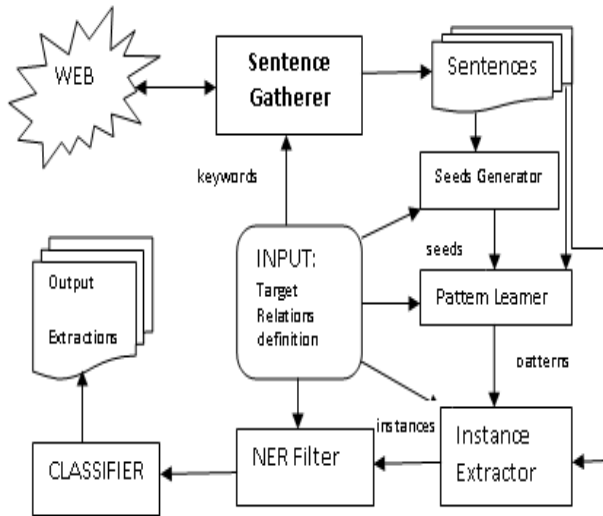 WEB
Sentence
Gatherer
Sentences
keywords
Seeds Generator
seeds
INPUT:
Target
Relations
definition
Pattern Learner
patterns
Output
Extractions
instances
CLASSIFIER
NER Filter
Instance
Extractor